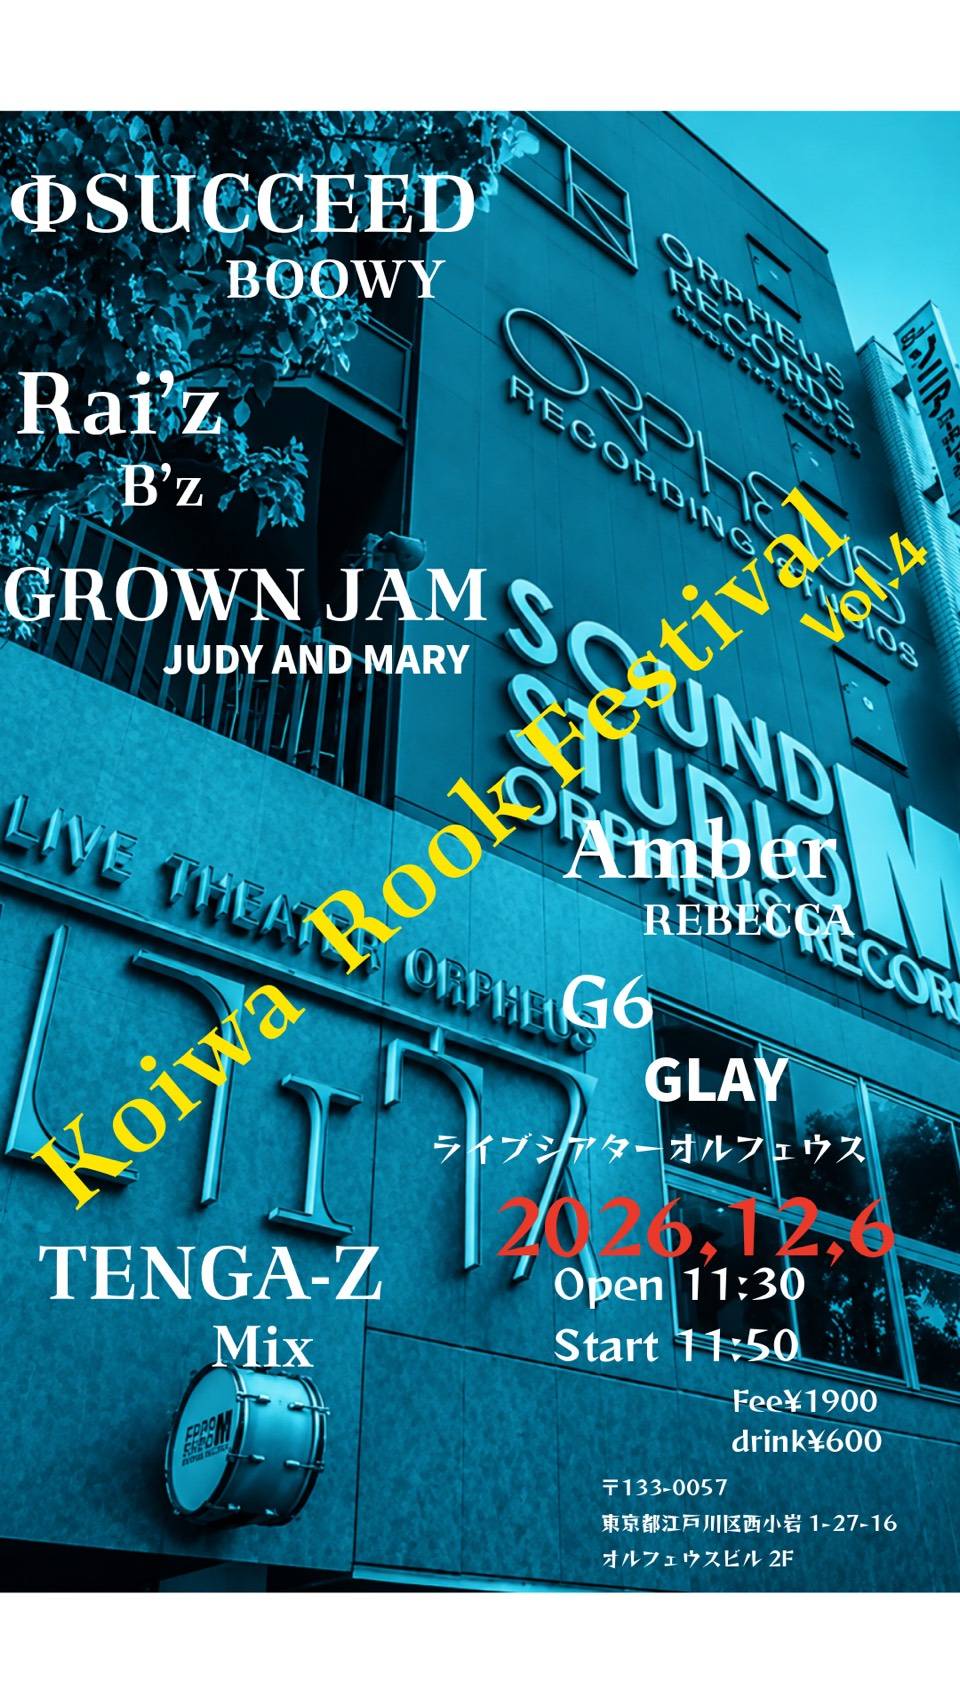 ΦSUCCEED
BOOWY
Rai'z
B'z
GROWN JAM
JUDY AND MARY
Koiwa Rook Festival
vol.4
ORPHEUS
RECORDS
ORPHEUS
RECORDING
STUDIOS
SOUND
STUDIO M
ORPHEUS RECORDS
LIVE THEATER ORPHEUS
Amber
REBECCA
G6
GLAY
ライブシアターオルフェウス
2026,12,6
Open 11:30
Start 11:50
Fee¥1900
drink¥600
TENGA-Z
Mix
〒133-0057
東京都江戸川区西小岩 1-27-16
オルフェウスビル 2F